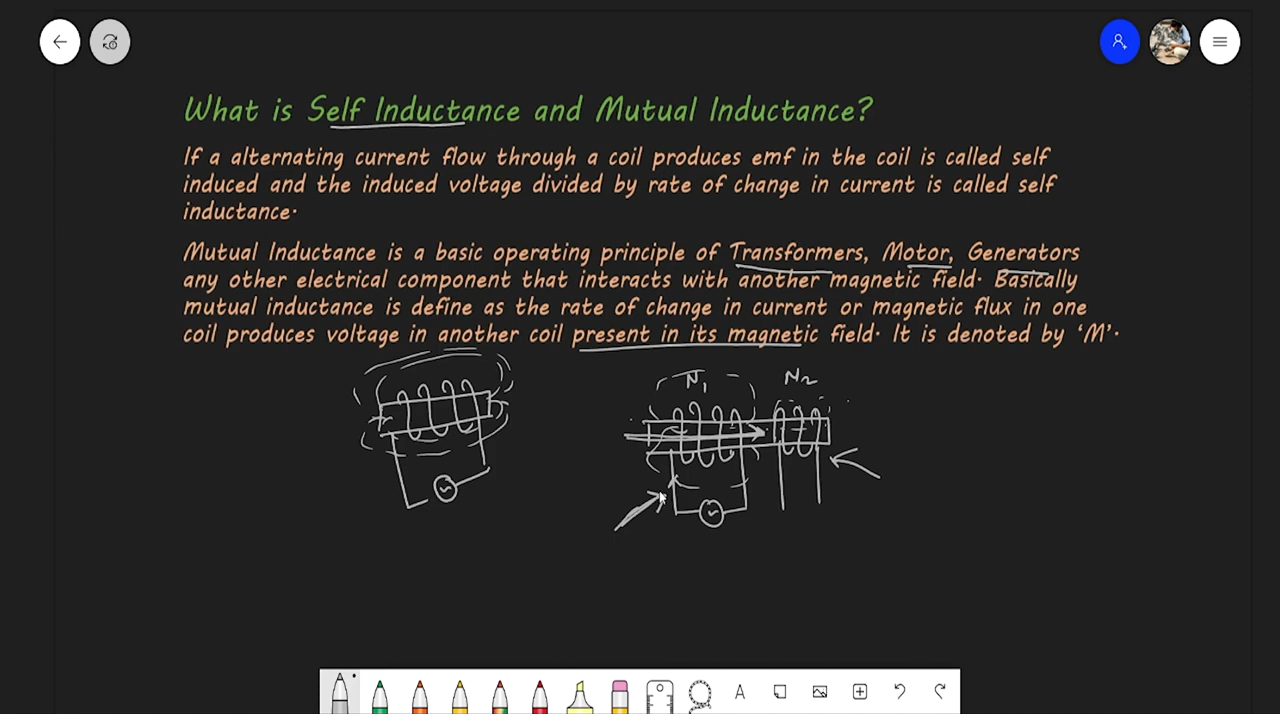 What is Self Inductance and Mutual Inductance?
If a alternating current flow through a coil produces emf in the coil is called self
induced and the induced voltage divided by rate of change in current is called self
inductance.
Mutual Inductance is a basic operating principle of Transformers, Motor, Generators
any other electrical component that interacts with another magnetic field. Basically
mutual inductance is define as the rate of change in current or magnetic flux in one
coil produces voltage in another coil present in its magnetic field. It is denoted by ‘M’.
N1 N2
A